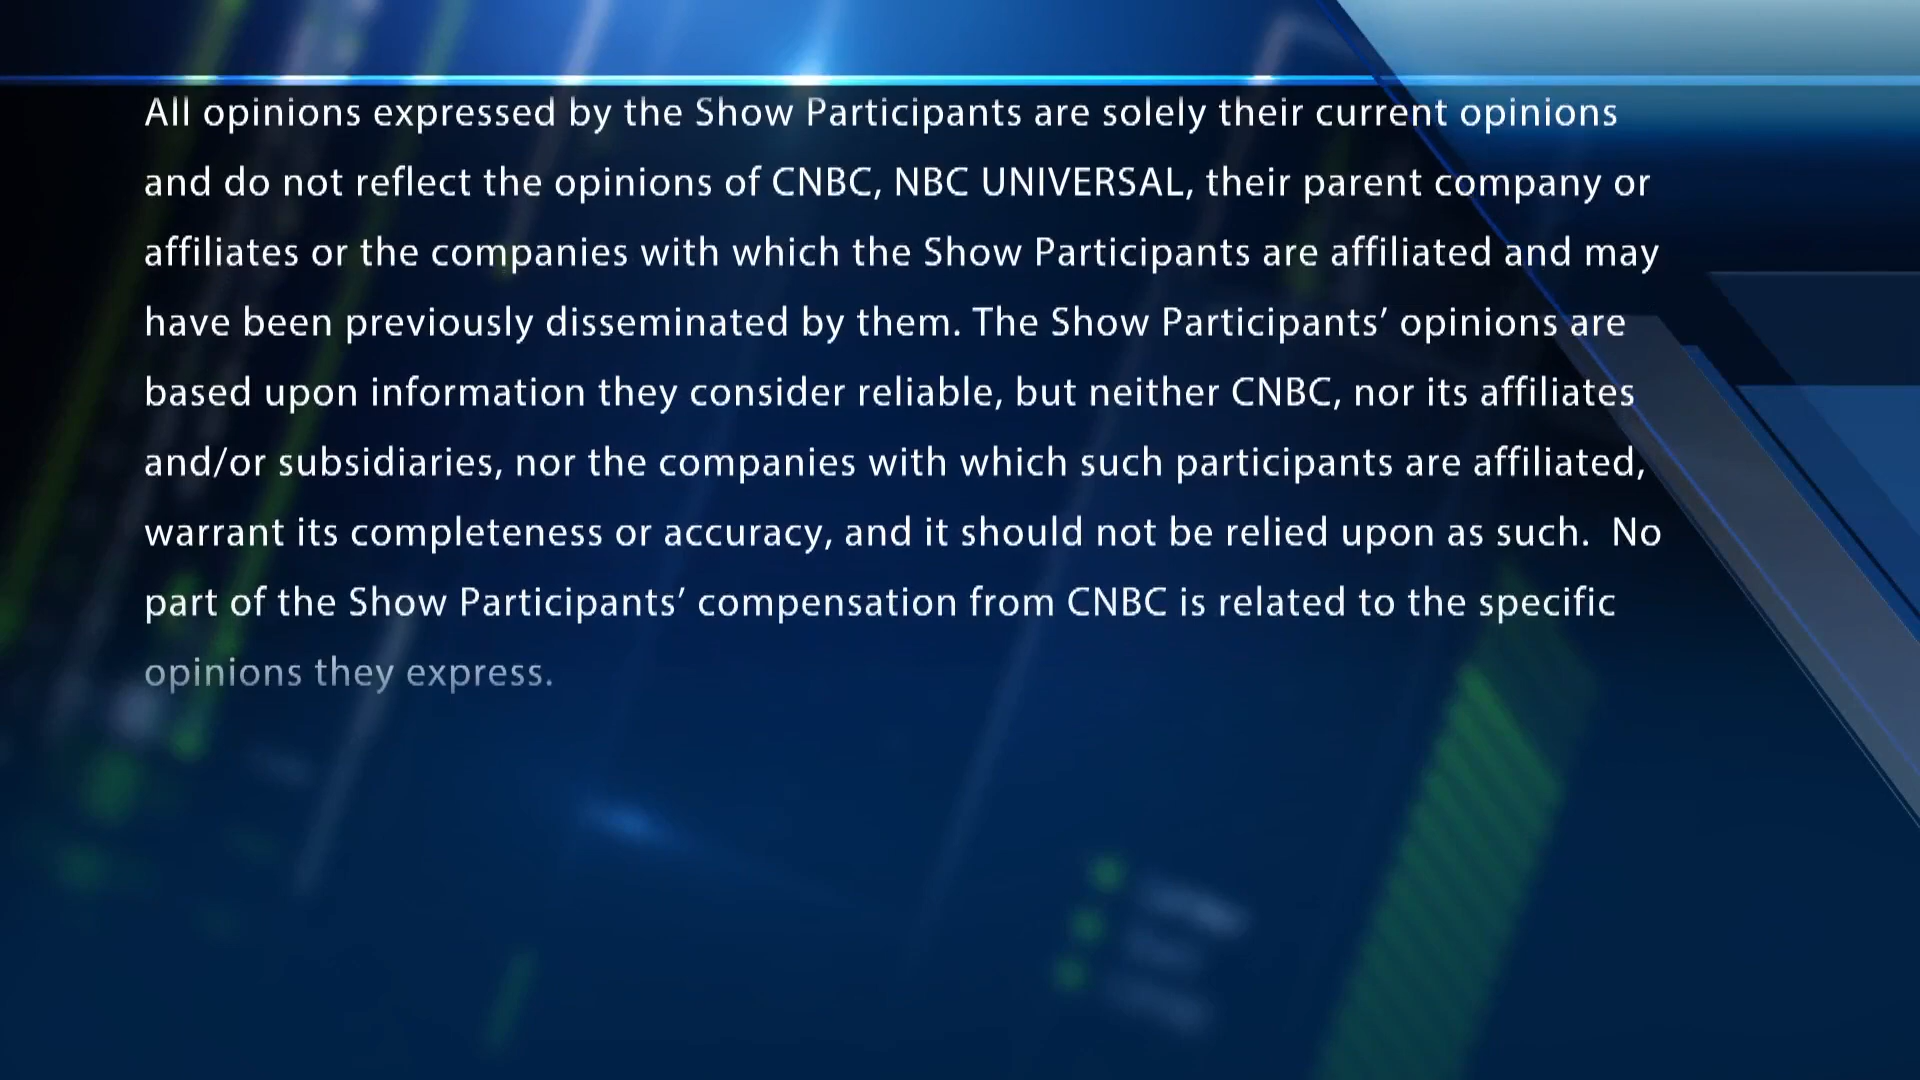 All opinions expressed by the Show Participants are solely their current opinions
and do not reflect the opinions of CNBC, NBC UNIVERSAL, their parent company or
affiliates or the companies with which the Show Participants are affiliated and may
have been previously disseminated by them. The Show Participants’ opinions are
based upon information they consider reliable, but neither CNBC, nor its affiliates
and/or subsidiaries, nor the companies with which such participants are affiliated,
warrant its completeness or accuracy, and it should not be relied upon as such.  No
part of the Show Participants’ compensation from CNBC is related to the specific
opinions they express.